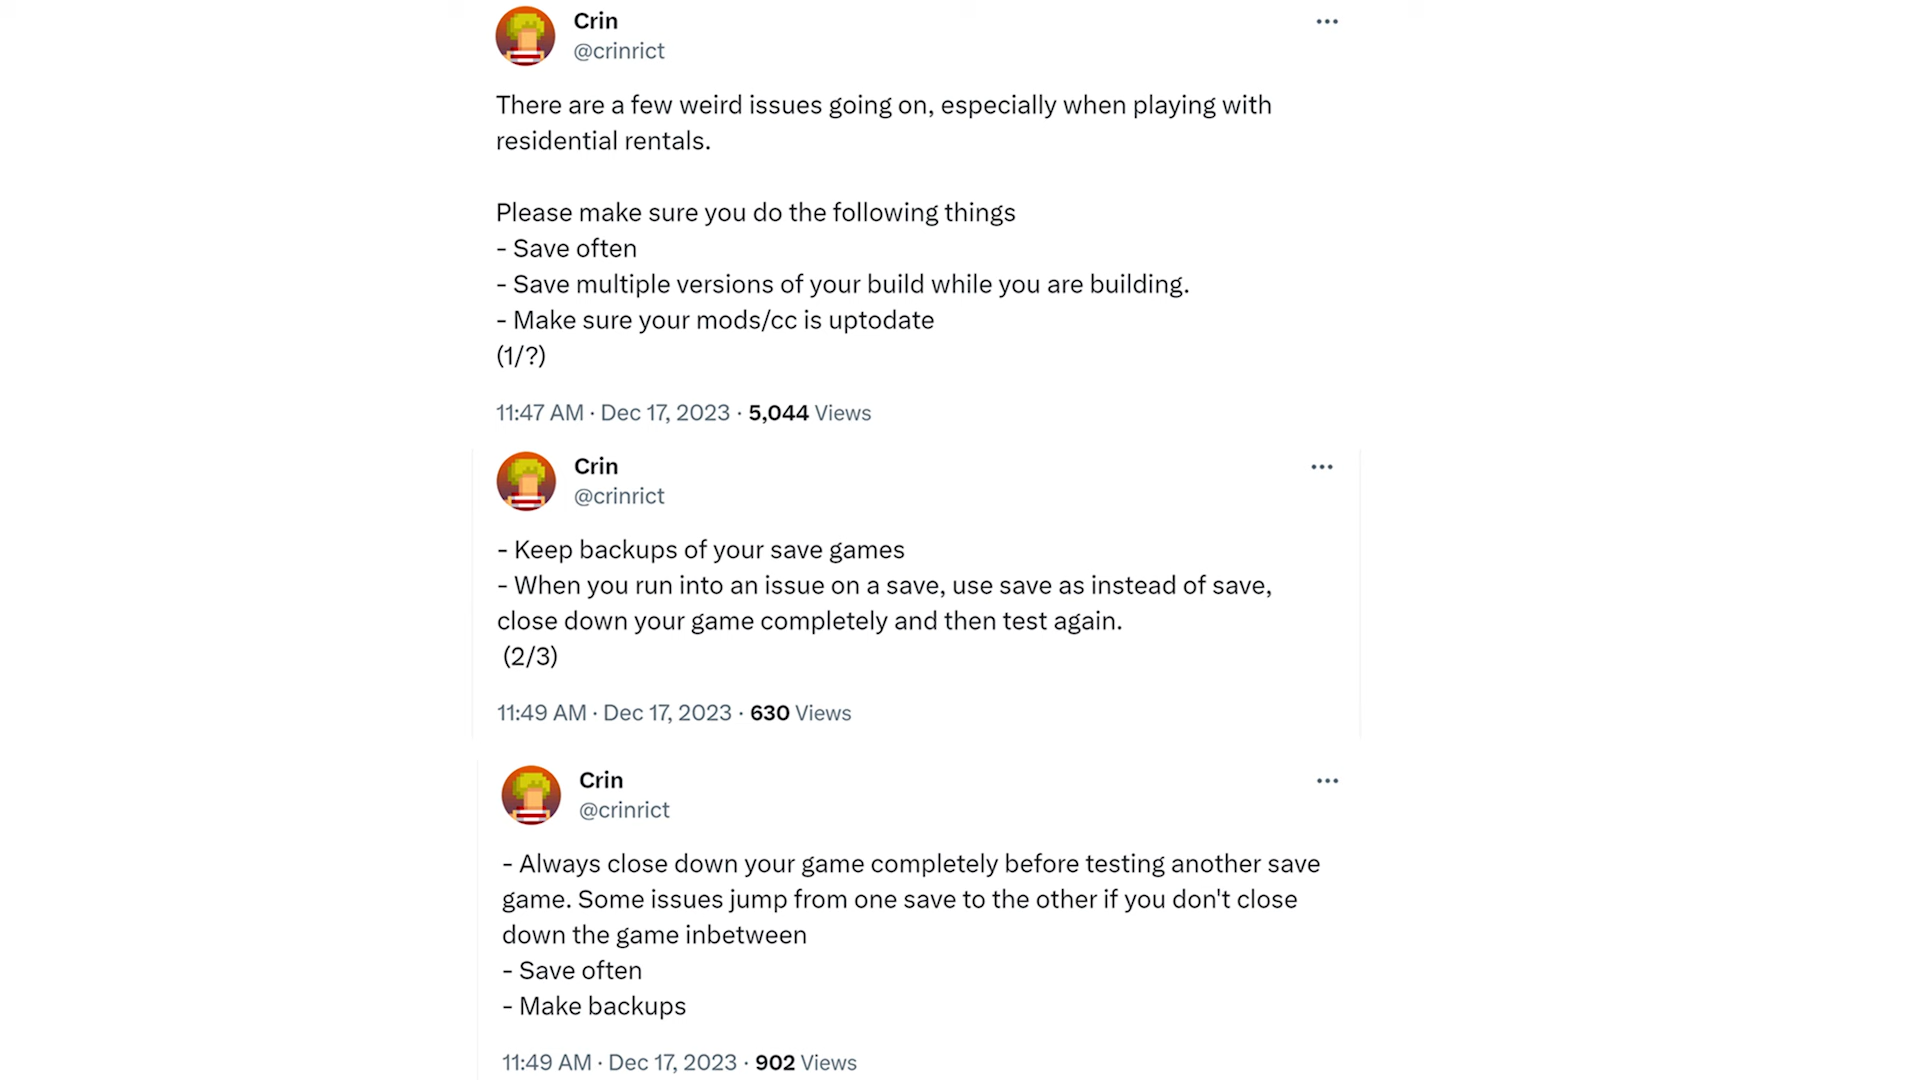 Crin
@crinrict
There are a few weird issues going on, especially when playing with
residential rentals.
Please make sure you do the following things
- Save often
- Save multiple versions of your build while you are building.
- Make sure your mods/cc is uptodate
(1/?)
11:47 AM · Dec 17, 2023 · 5,044 Views
Crin
@crinrict
- Keep backups of your save games
- When you run into an issue on a save, use save as instead of save,
close down your game completely and then test again.
(2/3)
11:49 AM · Dec 17, 2023 · 630 Views
Crin
@crinrict
- Always close down your game completely before testing another save
game. Some issues jump from one save to the other if you don't close
down the game inbetween
- Save often
- Make backups
11:49 AM · Dec 17, 2023 · 902 Views